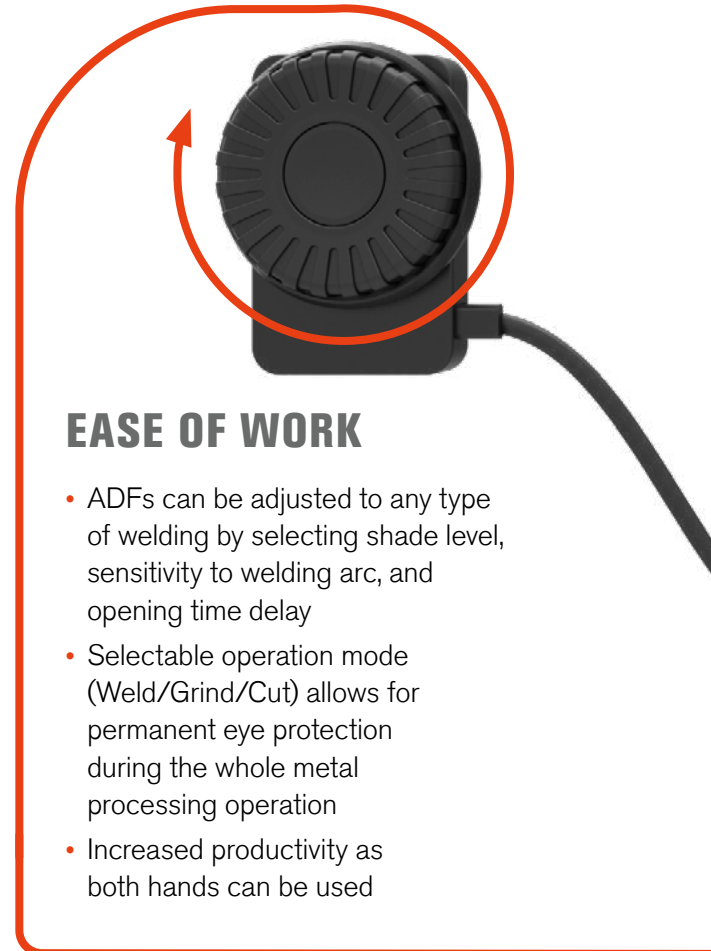 EASE OF WORK
• ADFs can be adjusted to any type
of welding by selecting shade level,
sensitivity to welding arc, and
opening time delay
• Selectable operation mode
(Weld/Grind/Cut) allows for
permanent eye protection
during the whole metal
processing operation
• Increased productivity as
both hands can be used